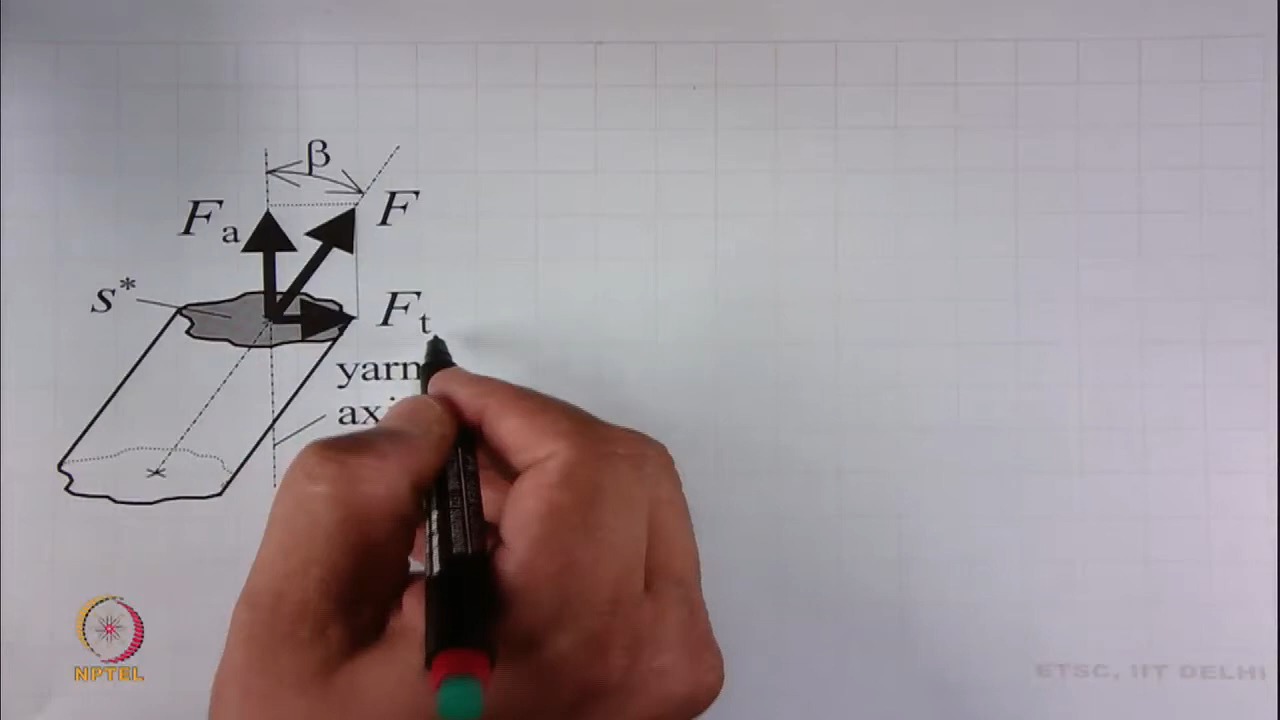 β
Fa
F
s*
Ft
yarn
NPTEL
ETSC, IIT DELHI